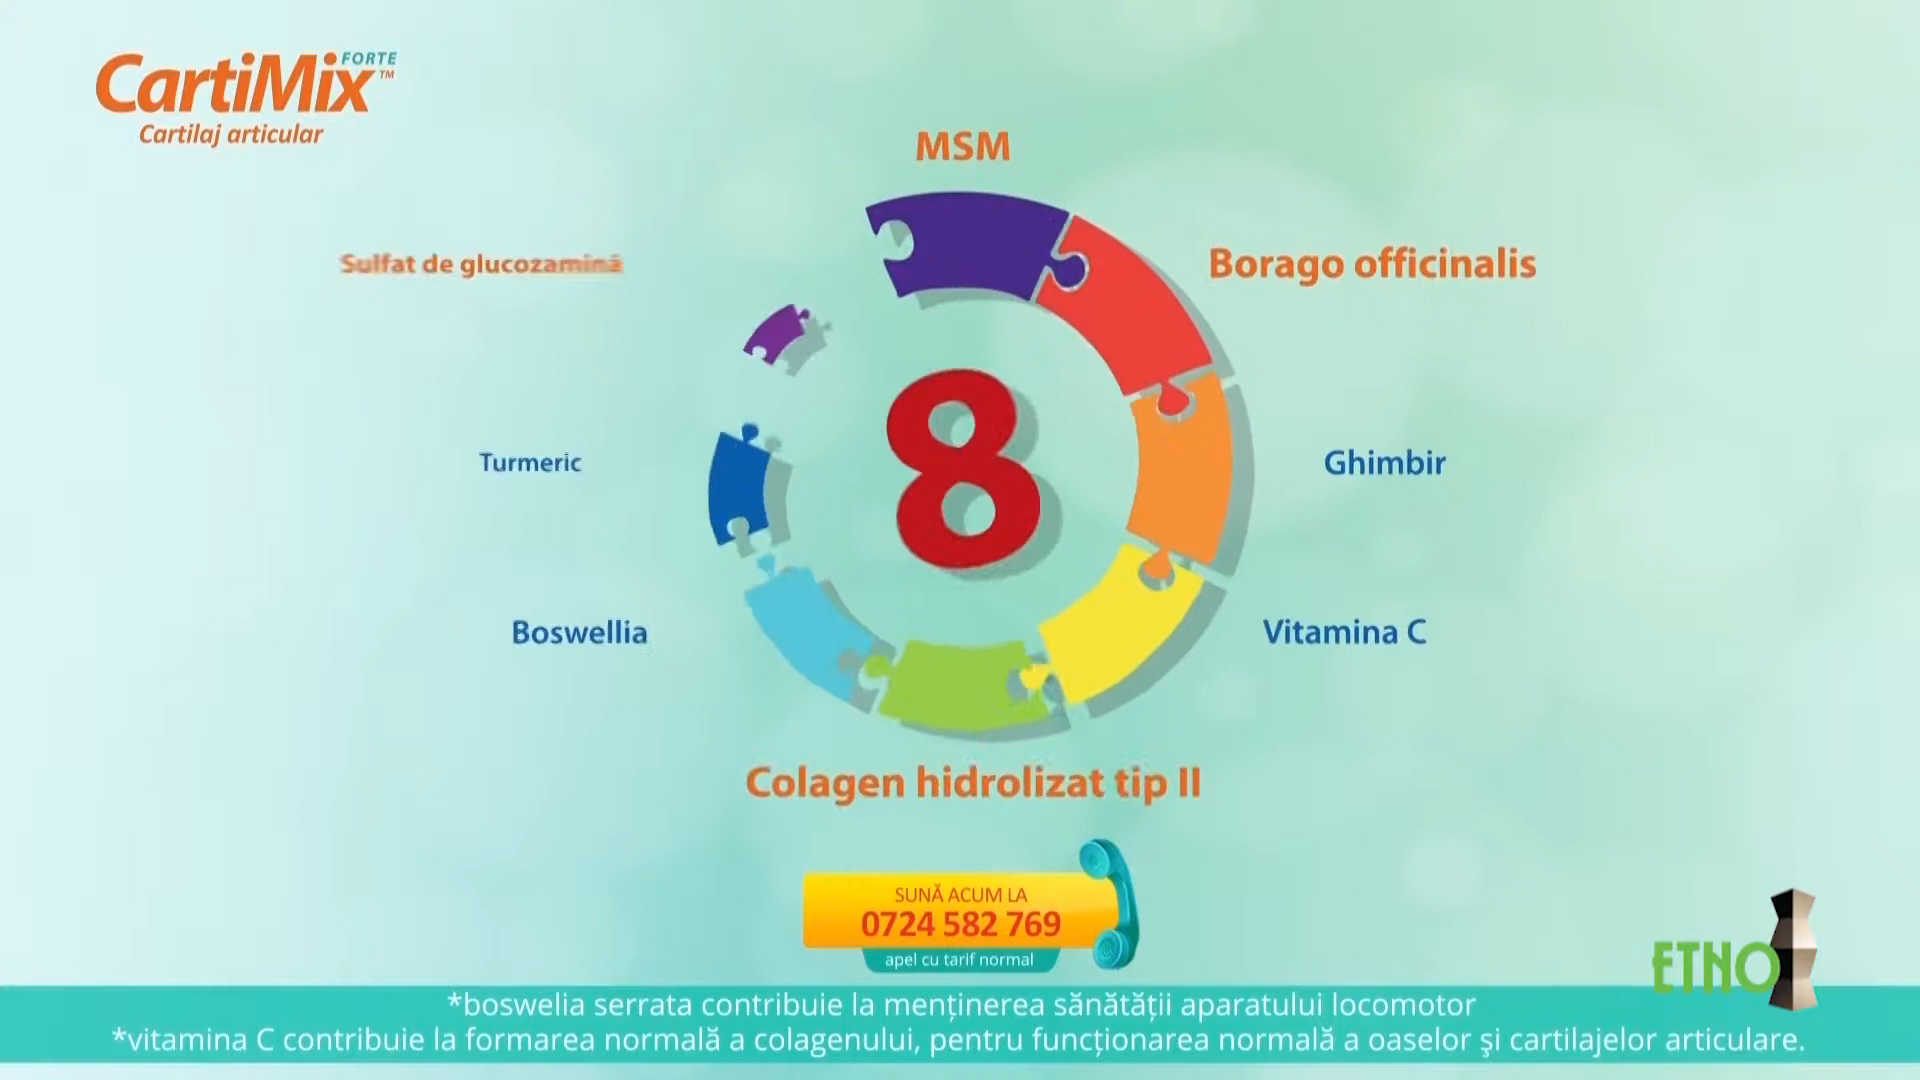 CartiMix FORTE ™
Cartilaj articular
MSM
Sulfat de glucozamină
Borago officinalis
8
Turmeric
Ghimbir
Boswellia
Vitamina C
Colagen hidrolizat tip II
SUNĂ ACUM LA
0724 582 769
apel cu tarif normal
ETNO
*boswelia serrata contribuie la menținerea sănătății aparatului locomotor
*vitamina C contribuie la formarea normală a colagenului, pentru funcționarea normală a oaselor și cartilajelor articulare.